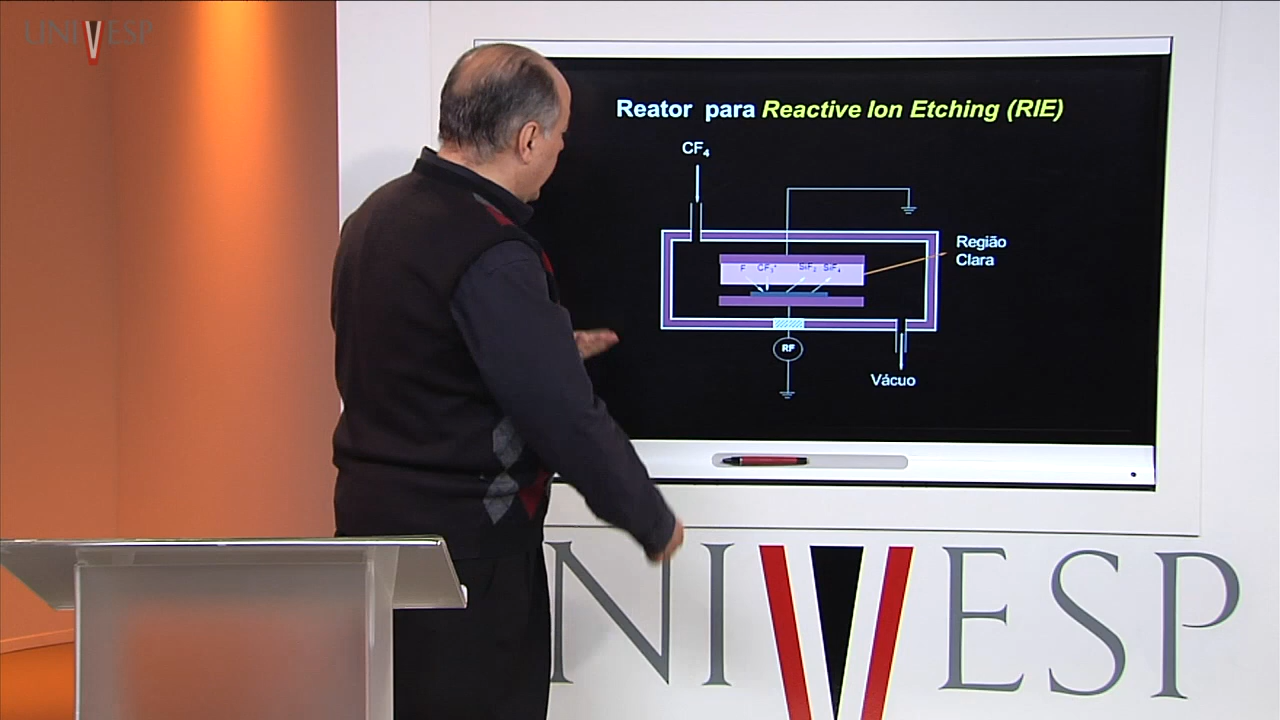 UNIVESP
Reator para Reactive Ion Etching (RIE)
CF₄
Região
Clara
F CF₃⁺ SiF₂ SiF₄
RF
Vácuo
UNIVESP